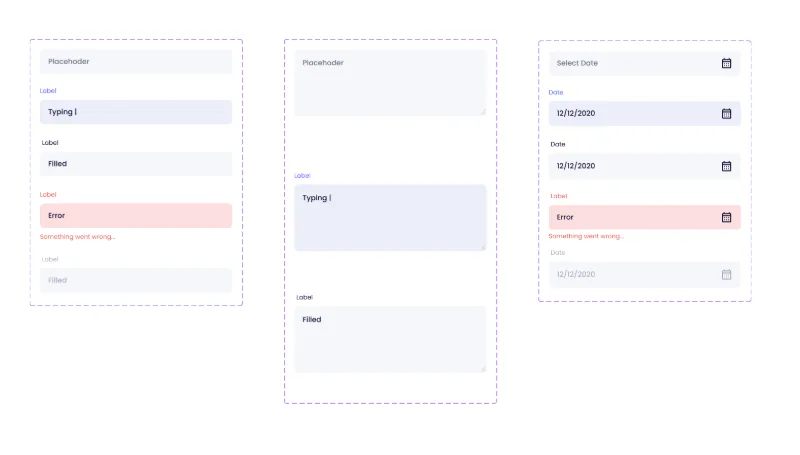 Placehoder
Label
Typing |
Label
Filled
Label
Error
Something went wrong...
Label
Filled
Placehoder
Label
Typing |
Label
Filled
Select Date
Date
12/12/2020
Date
12/12/2020
Label
Error
Something went wrong...
Date
12/12/2020